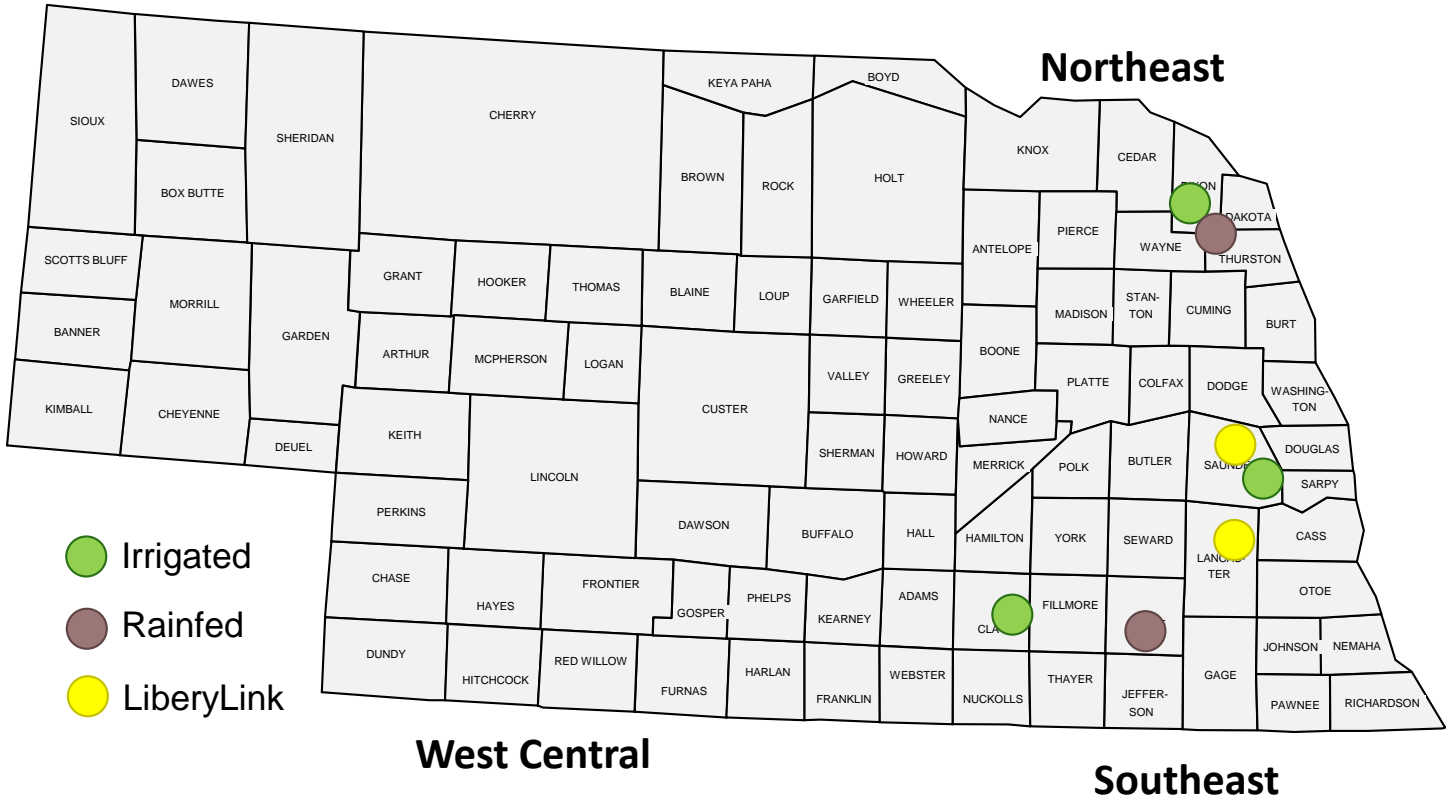 Northeast
KEYA PAHA
BOYD
DAWES
CHERRY
SIOUX
SHERIDAN
KNOX
CEDAR
BOX BUTTE
BROWN
ROCK
HOLT
DAKOTA
PIERCE
ANTELOPE
WAYNE
THURSTON
SCOTTS BLUFF
GRANT
HOOKER
THOMAS
BLAINE
LOUP
GARFIELD
WHEELER
MORRILL
MADISON
STAN-
TON
CUMING
BURT
BANNER
GARDEN
ARTHUR
MCPHERSON
LOGAN
BOONE
VALLEY
GREELEY
PLATTE
COLFAX
DODGE
WASHING-
TON
KIMBALL
CHEYENNE
CUSTER
NANCE
KEITH
DEUEL
LINCOLN
SHERMAN
HOWARD
MERRICK
POLK
BUTLER
DOUGLAS
SARPY
PERKINS
DAWSON
BUFFALO
HALL
HAMILTON
YORK
SEWARD
TER
CASS
Irrigated
CHASE
HAYES
FRONTIER
GOSPER
PHELPS
KEARNEY
ADAMS
FILLMORE
OTOE
Rainfed
DUNDY
HITCHCOCK
RED WILLOW
FURNAS
HARLAN
FRANKLIN
WEBSTER
NUCKOLLS
THAYER
JEFFER-
SON
GAGE
JOHNSON
NEMAHA
PAWNEE
RICHARDSON
LiberyLink
West Central
Southeast